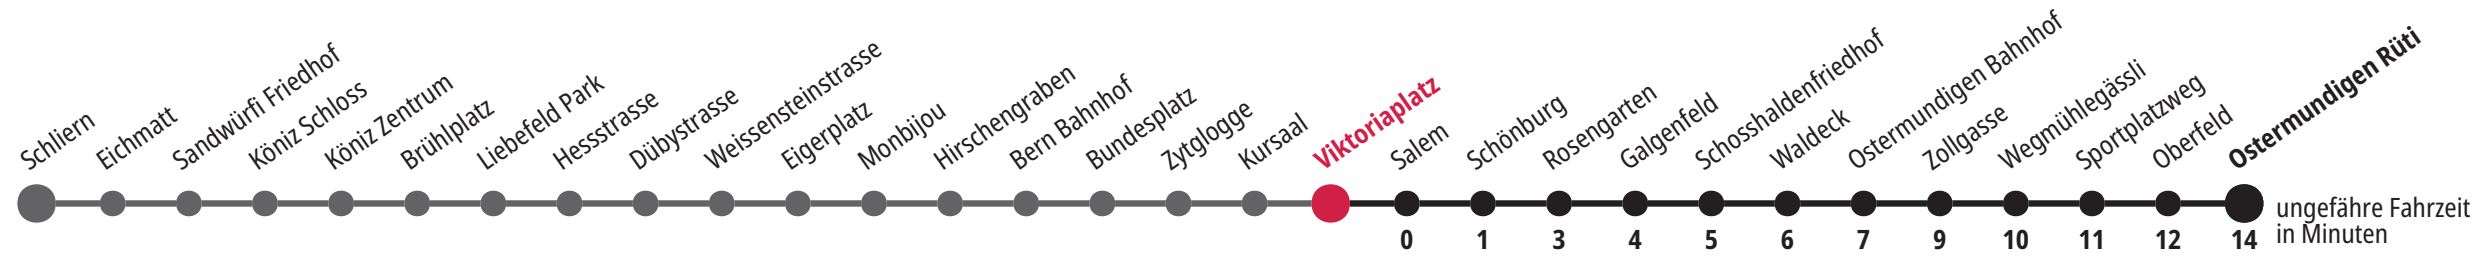 Schliern
Eichmatt
Sandwürfi Friedhof
Köniz Schloss
Köniz Zentrum
Brühlplatz
Liebefeld Park
Hessstrasse
Dübystrasse
Weissensteinstrasse
Eigerplatz
Monbijou
Hirschengraben
Bern Bahnhof
Bundesplatz
Zytglogge
Kursaal
Viktoriaplatz
Salem
Schönburg
Rosengarten
Galgenfeld
Schosshaldenfriedhof
Waldeck
Ostermundigen Bahnhof
Zollgasse
Wegmühlegässli
Sportplatzweg
Oberfeld
Ostermundigen Rüti
0 1 3 4 5 6 7 9 10 11 12 14
ungefähre Fahrzeit
in Minuten